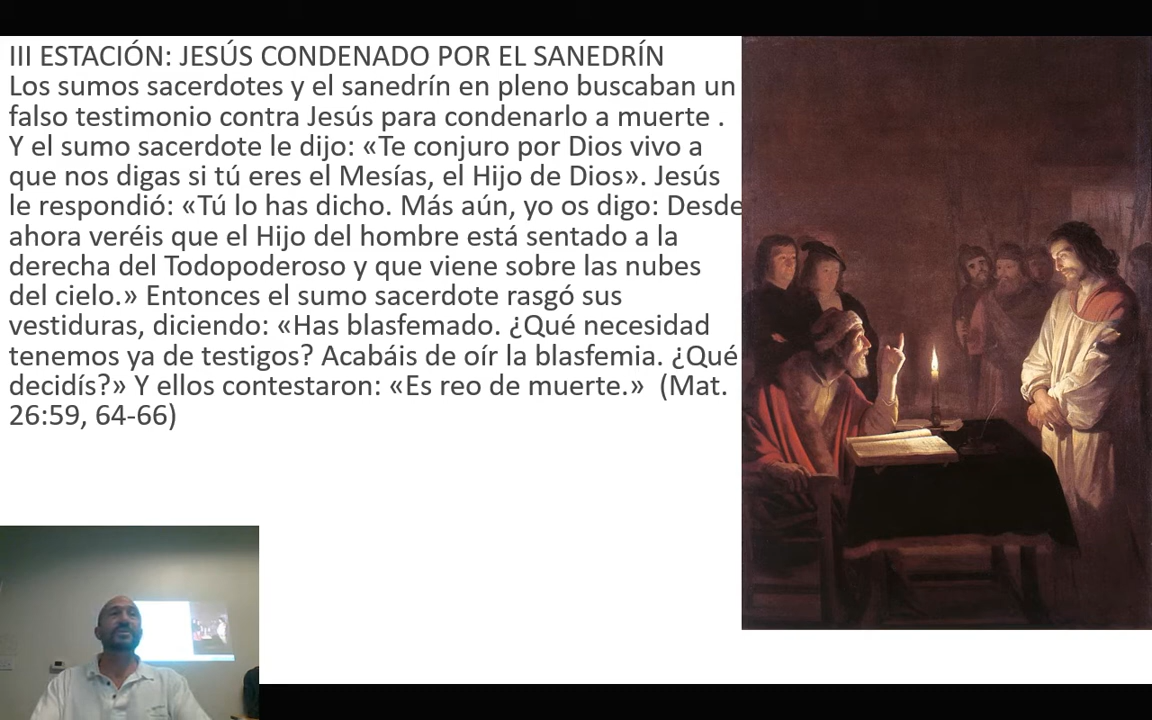 III ESTACIÓN: JESÚS CONDENADO POR EL SANEDRÍN
Los sumos sacerdotes y el sanedrín en pleno buscaban un
falso testimonio contra Jesús para condenarlo a muerte .
Y el sumo sacerdote le dijo: «Te conjuro por Dios vivo a
que nos digas si tú eres el Mesías, el Hijo de Dios». Jesús
le respondió: «Tú lo has dicho. Más aún, yo os digo: Desde
ahora veréis que el Hijo del hombre está sentado a la
derecha del Todopoderoso y que viene sobre las nubes
del cielo.» Entonces el sumo sacerdote rasgó sus
vestiduras, diciendo: «Has blasfemado. ¿Qué necesidad
tenemos ya de testigos? Acabáis de oír la blasfemia. ¿Qué
decidís?» Y ellos contestaron: «Es reo de muerte.»  (Mat.
26:59, 64-66)